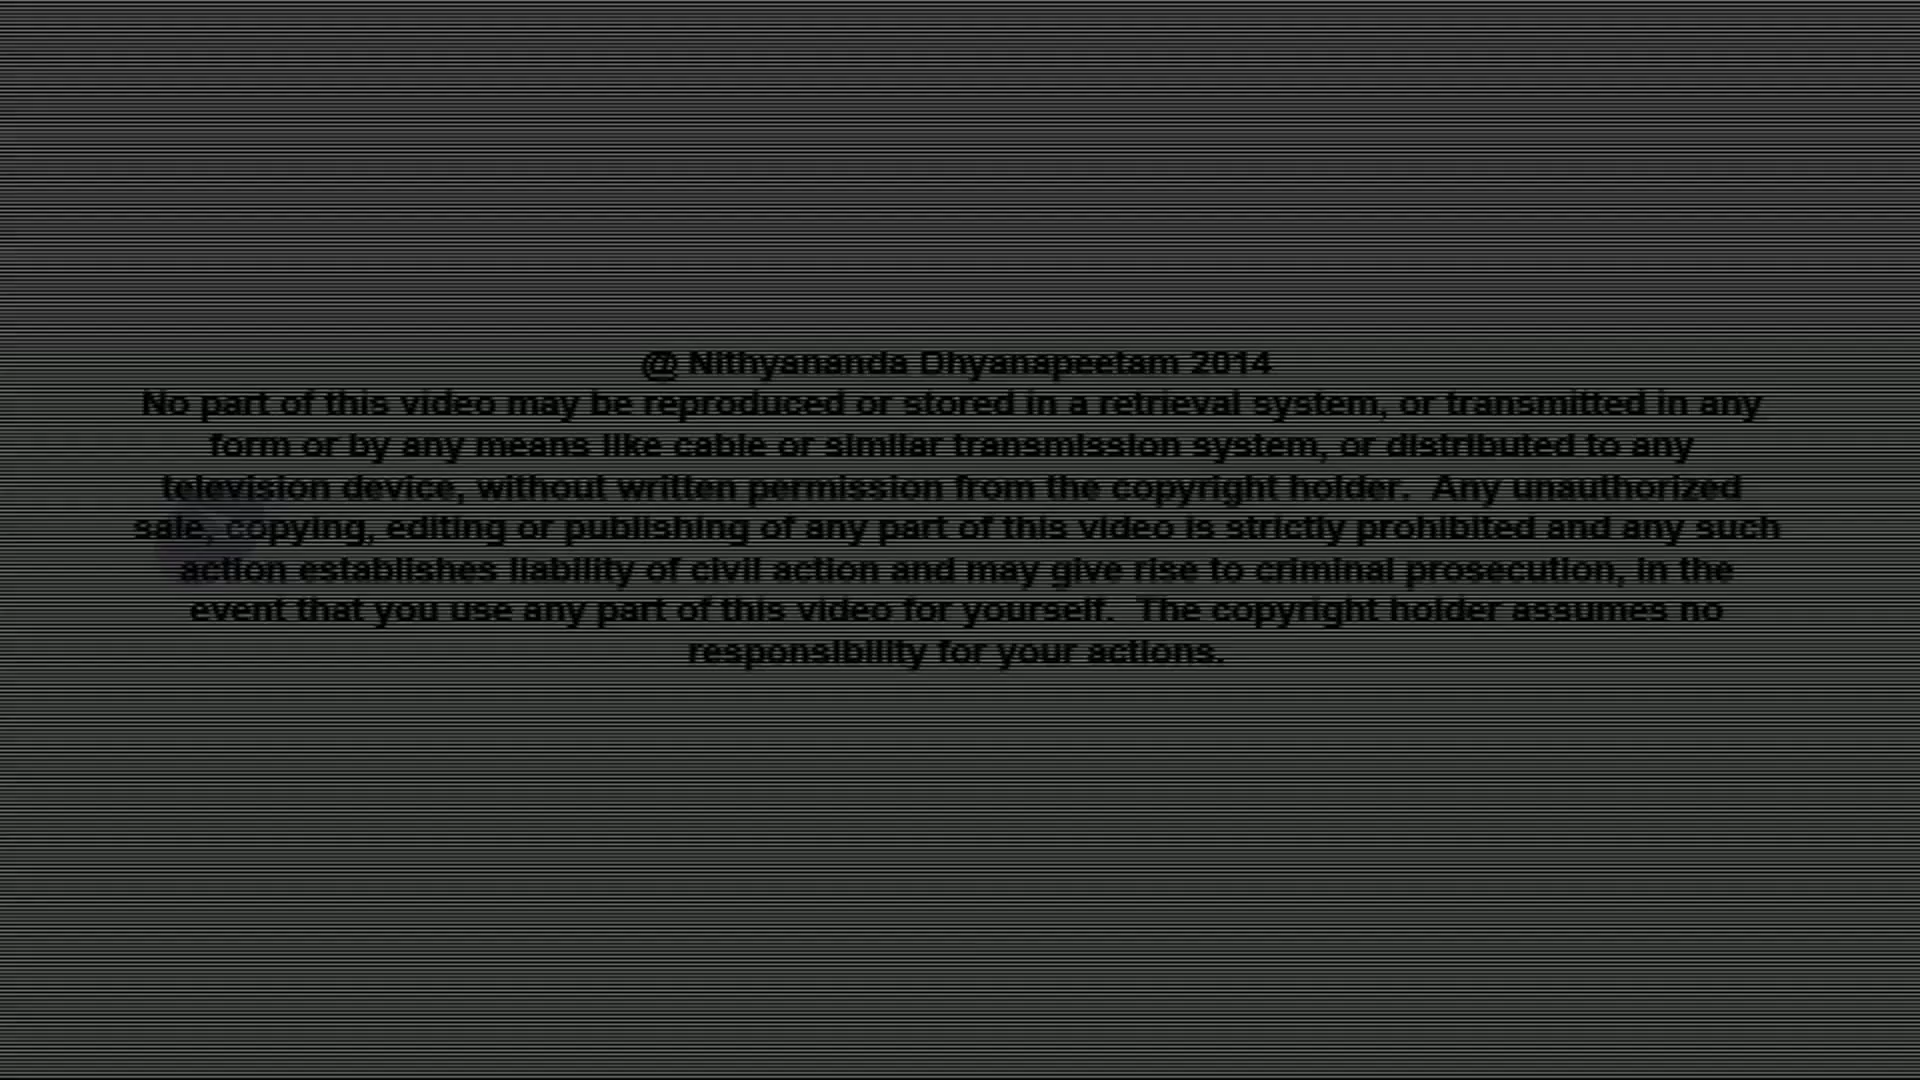 @ Nithyananda Dhyanapeetam 2014
No part of this video may be reproduced or stored in a retrieval system, or transmitted in any
form or by any means like cable or similar transmission system, or distributed to any
television device, without written permission from the copyright holder.  Any unauthorized
sale, copying, editing or publishing of any part of this video is strictly prohibited and any such
action establishes liability of civil action and may give rise to criminal prosecution, in the
event that you use any part of this video for yourself.  The copyright holder assumes no
responsibility for your actions.